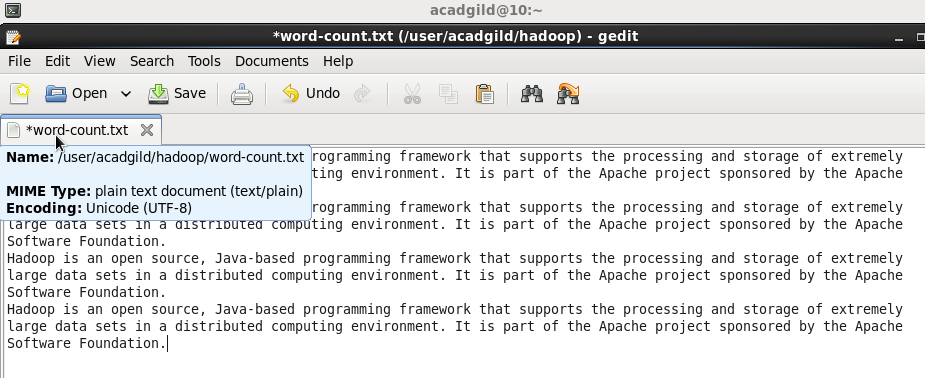 acadgild@10:~
*word-count.txt (/user/acadgild/hadoop) - gedit
File Edit View Search Tools Documents Help
Open Save Undo
*word-count.txt
Name: /user/acadgild/hadoop/word-count.txt
MIME Type: plain text document (text/plain)
Encoding: Unicode (UTF-8)
rogramming framework that supports the processing and storage of extremely
ting environment. It is part of the Apache project sponsored by the Apache
rogramming framework that supports the processing and storage of extremely
large data sets in a distributed computing environment. It is part of the Apache project sponsored by the Apache
Software Foundation.
Hadoop is an open source, Java-based programming framework that supports the processing and storage of extremely
large data sets in a distributed computing environment. It is part of the Apache project sponsored by the Apache
Software Foundation.
Hadoop is an open source, Java-based programming framework that supports the processing and storage of extremely
large data sets in a distributed computing environment. It is part of the Apache project sponsored by the Apache
Software Foundation.